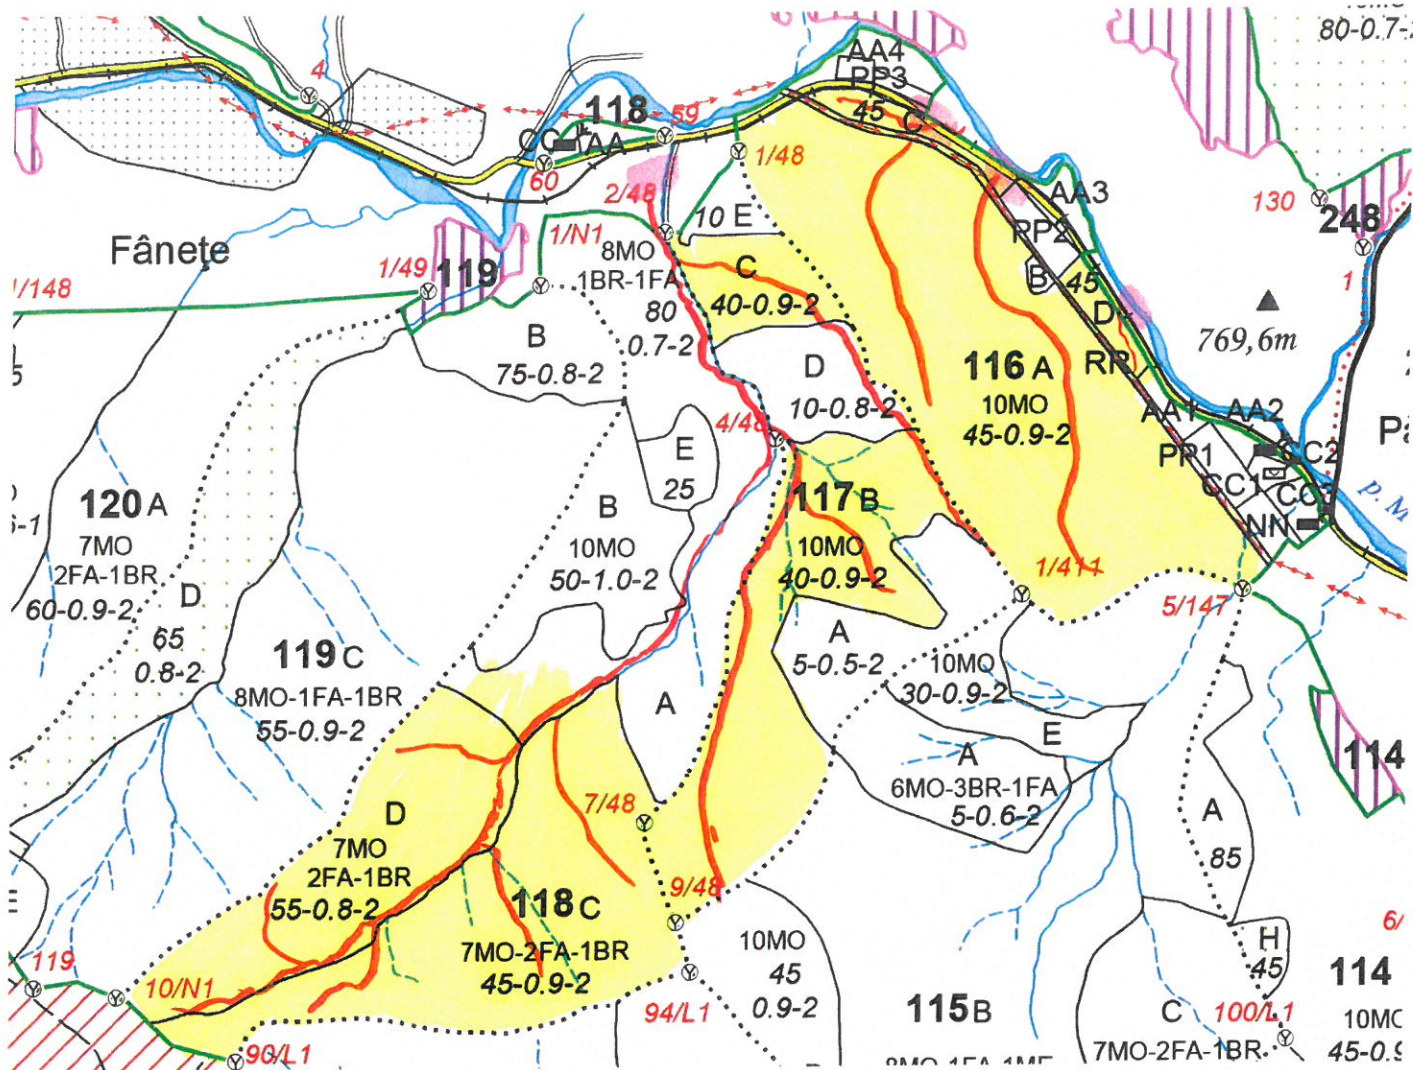 80-0.7-
AA4
PP3
4
118
59
45
C
CC
AA
60
1/48
2/48
130
248
AA3
10 E
PP2
Fânețe
1/N1
8MO
1BR-1FA
80
0.7-2
C
40-0.9-2
B
45
1/49
119
1
1/148
D
769,6m
B
75-0.8-2
D
10-0.8-2
116 A
10MO
45-0.9-2
RR
AA1
AA2
4/48
E
25
PP1
CC2
CC1
CC3
NN
p. M
120 A
7MO
2FA-1BR
60-0.9-2
B
10MO
50-1.0-2
117 B
10MO
40-0.9-2
1/411
5/147
D
65
0.8-2
119 C
8MO-1FA-1BR
55-0.9-2
A
5-0.5-2
10MO
30-0.9-2
A
E
A
6MO-3BR-1FA
5-0.6-2
114
7/48
D
7MO
2FA-1BR
55-0.8-2
A
85
9/48
118 C
7MO-2FA-1BR
45-0.9-2
10MO
45
0.9-2
H
45
6/
119
10/N1
94/L1
115 B
C
100/L1
114
10MO
45-0.9
90/L1
7MO-2FA-1BR
8MO-1FA-1ME